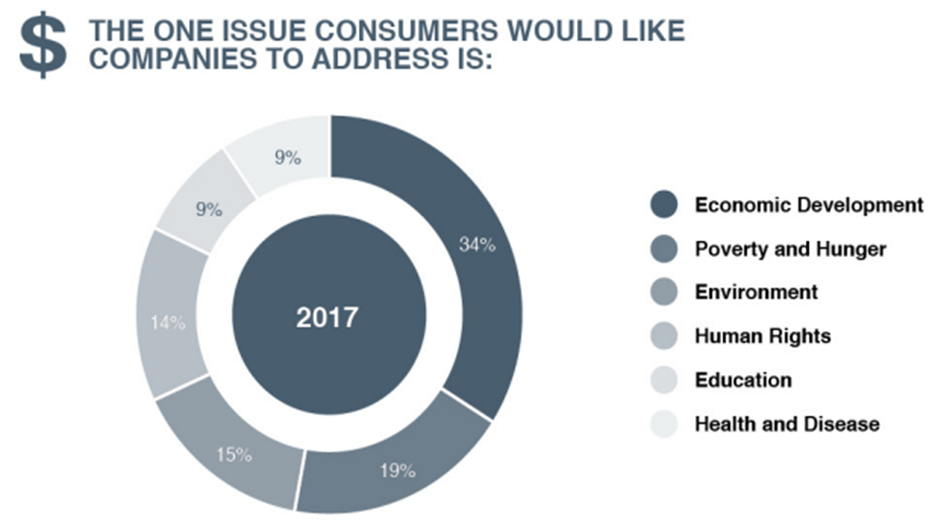 $ THE ONE ISSUE CONSUMERS WOULD LIKE
COMPANIES TO ADDRESS IS:
9%
9%
34%
14%
15%
19%
2017
Economic Development
Poverty and Hunger
Environment
Human Rights
Education
Health and Disease